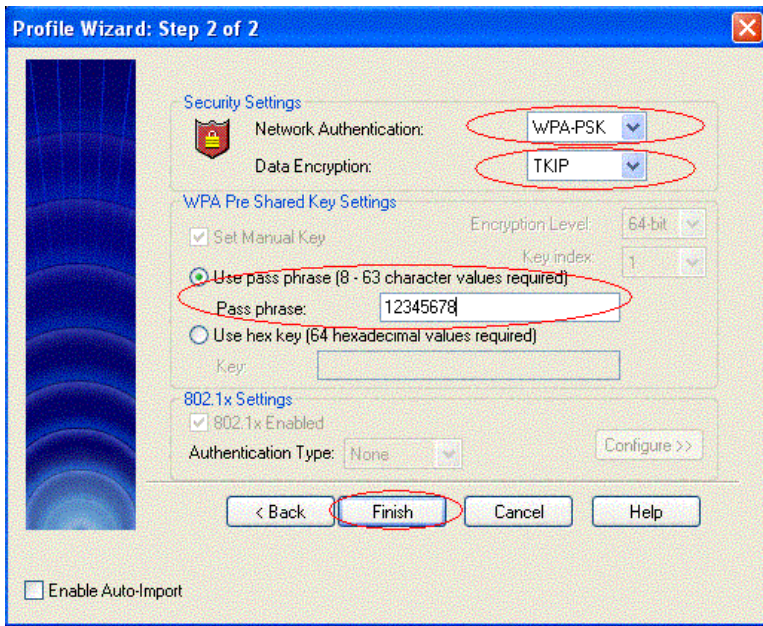 Profile Wizard: Step 2 of 2
Security Settings
Network Authentication: WPA-PSK
Data Encryption: TKIP
WPA Pre Shared Key Settings
Set Manual Key
Encryption Level: 64-bit
Key index: 1
Use pass phrase (8 - 63 character values required)
Pass phrase: 12345678
Use hex key (64 hexadecimal values required)
Key:
802.1x Settings
802.1x Enabled
Authentication Type: None
Configure >>
< Back Finish Cancel Help
Enable Auto-Import